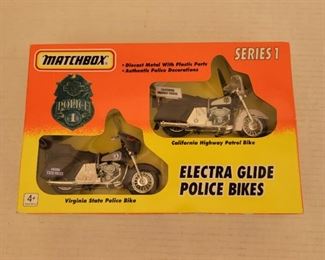 MATCHBOX
• Diecast Metal With Plastic Parts
• Authentic Police Decorations
SERIES 1
POLICE
1
California Highway Patrol Bike
Virginia State Police Bike
ELECTRA GLIDE
POLICE BIKES
4+